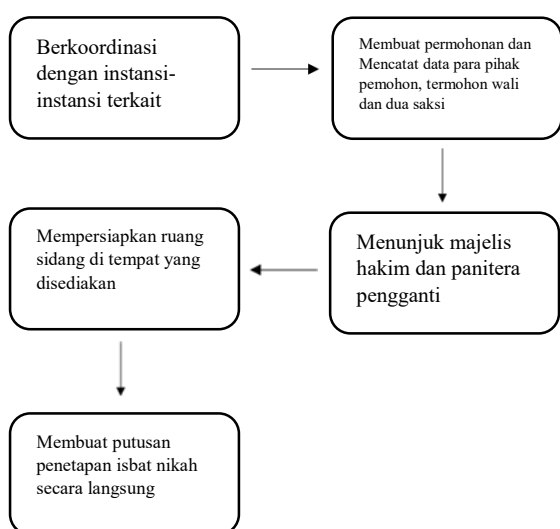 Berkoordinasi
dengan instansi-
instansi terkait
Membuat permohonan dan
Mencatat data para pihak
pemohon, termohon wali
dan dua saksi
Menunjuk majelis
hakim dan panitera
pengganti
Mempersiapkan ruang
sidang di tempat yang
disediakan
Membuat putusan
penetapan isbat nikah
secara langsung